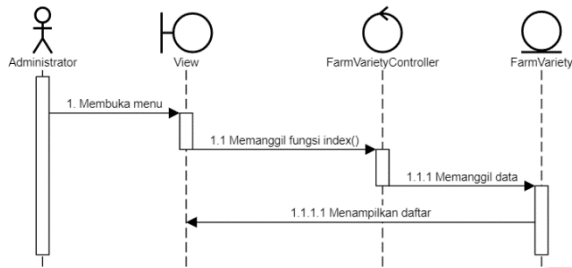 Administrator
View
FarmVarietyController
FarmVariety
1. Membuka menu
1.1 Memanggil fungsi index()
1.1.1 Memanggil data
1.1.1.1 Menampilkan daftar